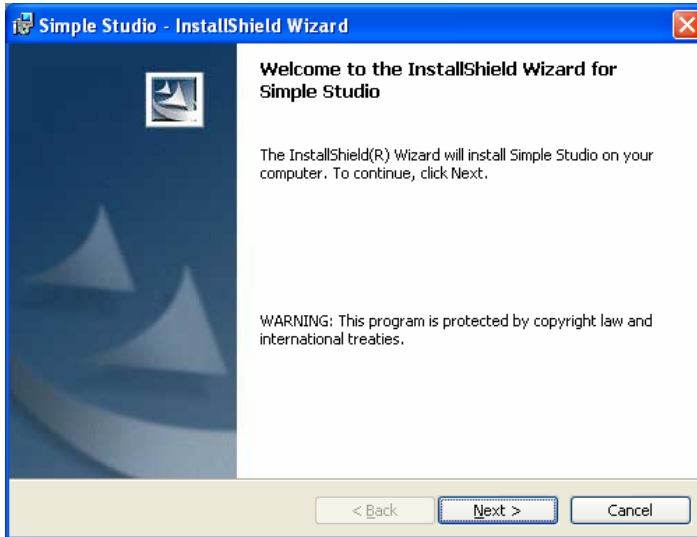 Simple Studio - InstallShield Wizard
Welcome to the InstallShield Wizard for
Simple Studio
The InstallShield(R) Wizard will install Simple Studio on your
computer. To continue, click Next.
WARNING: This program is protected by copyright law and
international treaties.
< Back Next > Cancel